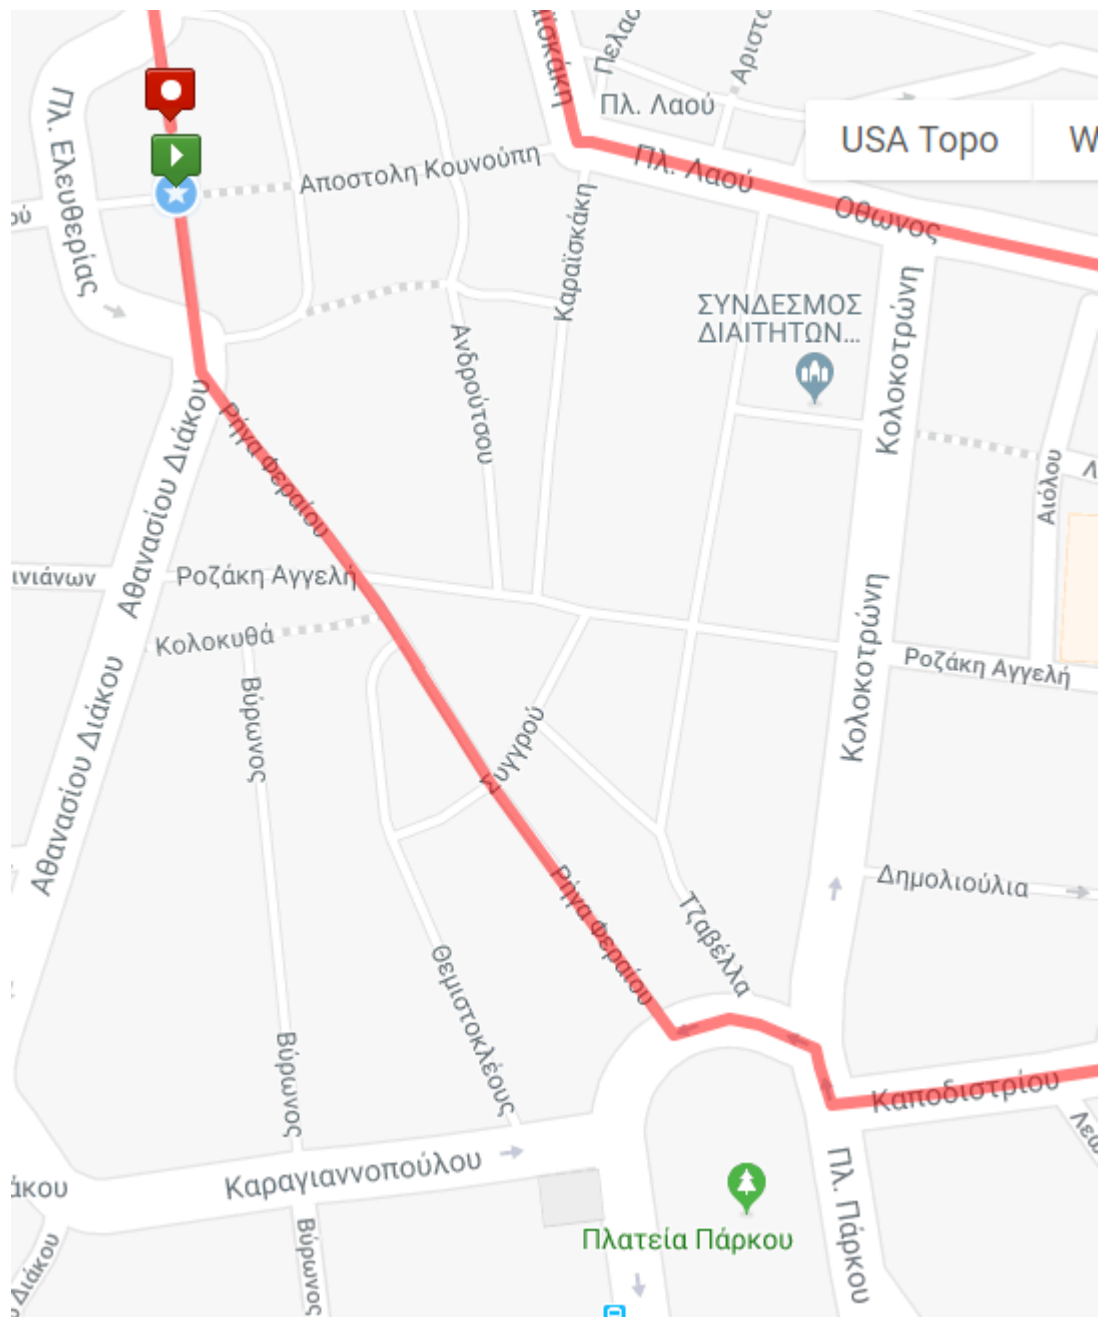 Πλ. Ελευθερίας
Αποστολη Κουνούπη
Πλ. Λαού
Πλ. Λαού
Οθωνος
USA Topo
W
Καραϊσκάκη
ΣΥΝΔΕΣΜΟΣ
ΔΙΑΙΤΗΤΩΝ...
Ανδρούτσου
Κολοκοτρώνη
Αιόλου
Αθανασίου Διάκου
Ρήγα Φεραίου
Ροζάκη Αγγελή
Κολοκυθά
Βύρωνος
Κολοκοτρώνη
Ροζάκη Αγγελή
Αθανασίου Διάκου
Δημολιούλια
Ρήγα Φεραίου
Τζαβέλλα
Θεμιστοκλέους
Βύρωνος
Καποδιστρίου
Καραγιαννοπούλου
Πλ. Πάρκου
Πλατεία Πάρκου
Διάκου
Βύρωνος